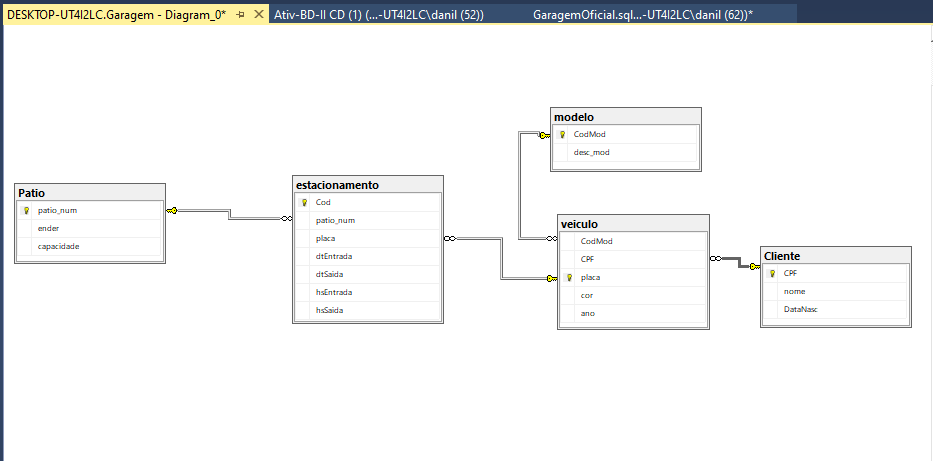 DESKTOP-UT4I2LC.Garagem - Diagram_0*
Ativ-BD-II CD (1) (...-UT4I2LC\danil (52))
GaragemOficial.sql...-UT4I2LC\danil (62))*
modelo
CodMod
desc_mod
Patio
patio_num
ender
capacidade
estacionamento
Cod
patio_num
placa
dtEntrada
dtSaida
hsEntrada
hsSaida
veiculo
CodMod
CPF
placa
cor
ano
Cliente
CPF
nome
DataNasc